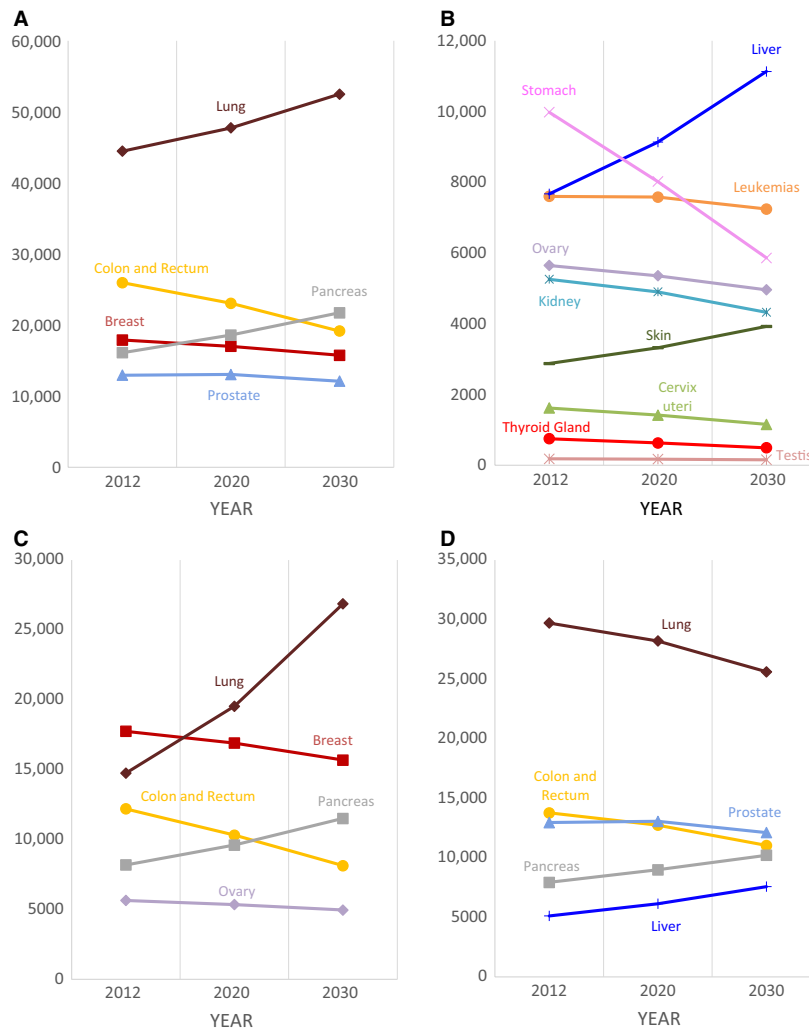 A
60,000
50,000
40,000
30,000
20,000
10,000
0
Lung
Colon and Rectum
Pancreas
Breast
Prostate
2012 2020 2030
YEAR
B
12,000
10,000
8000
6000
4000
2000
0
Liver
Stomach
Leukemias
Ovary
Kidney
Skin
Cervix
uteri
Thyroid Gland
Testis
2012 2020 2030
YEAR
C
30,000
25,000
20,000
15,000
10,000
5000
0
Lung
Breast
Colon and Rectum
Pancreas
Ovary
2012 2020 2030
YEAR
D
35,000
30,000
25,000
20,000
15,000
10,000
5000
0
Lung
Colon and
Rectum
Prostate
Pancreas
Liver
2012 2020 2030
YEAR